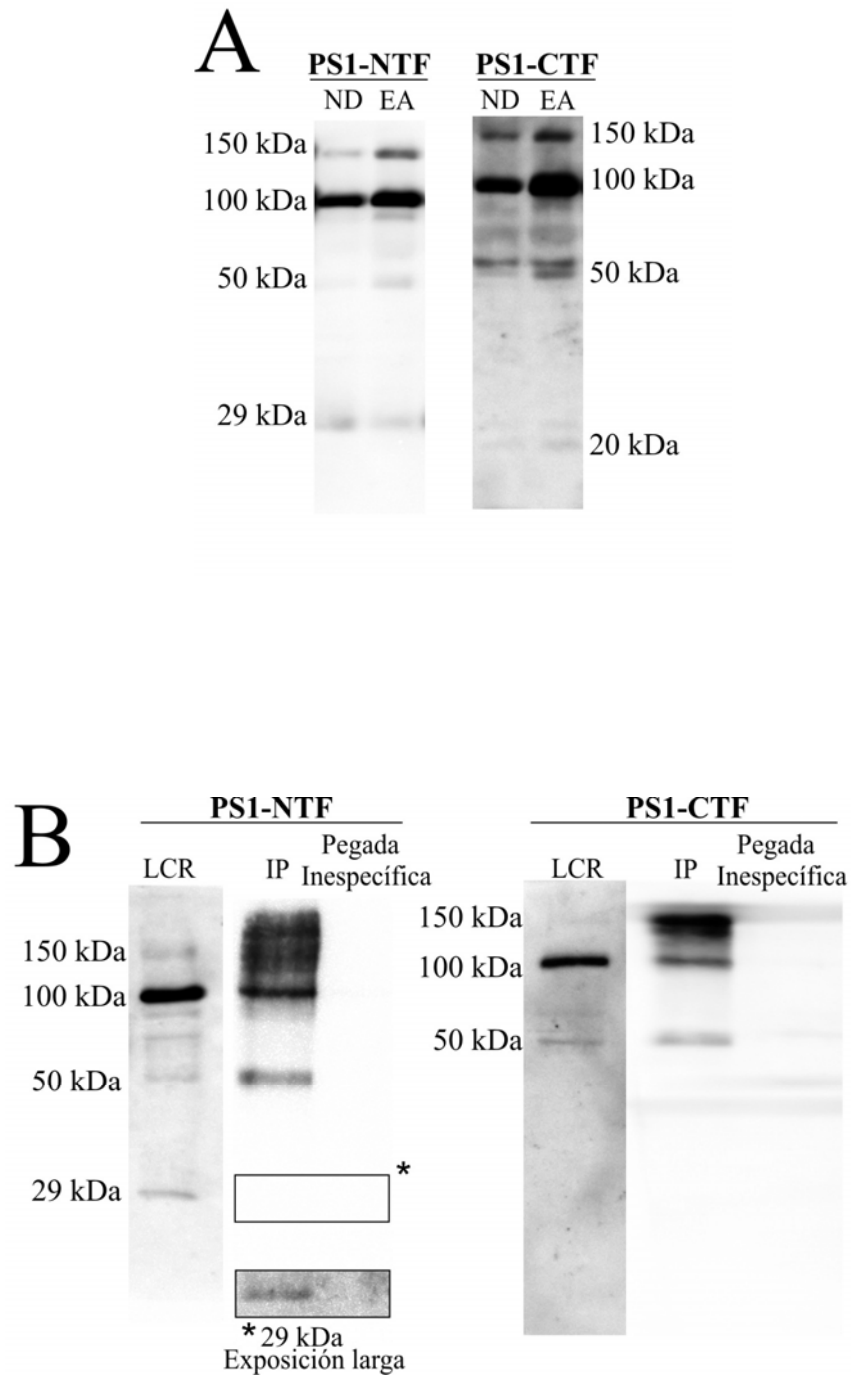 A
PS1-NTF
PS1-CTF
ND EA
ND EA
150 kDa
100 kDa
50 kDa
29 kDa
150 kDa
100 kDa
50 kDa
20 kDa
B
PS1-NTF
LCR
IP
Pegada
Inespecífica
150 kDa
100 kDa
50 kDa
29 kDa
*
* 29 kDa
Exposición larga
PS1-CTF
LCR
IP
Pegada
Inespecífica
150 kDa
100 kDa
50 kDa